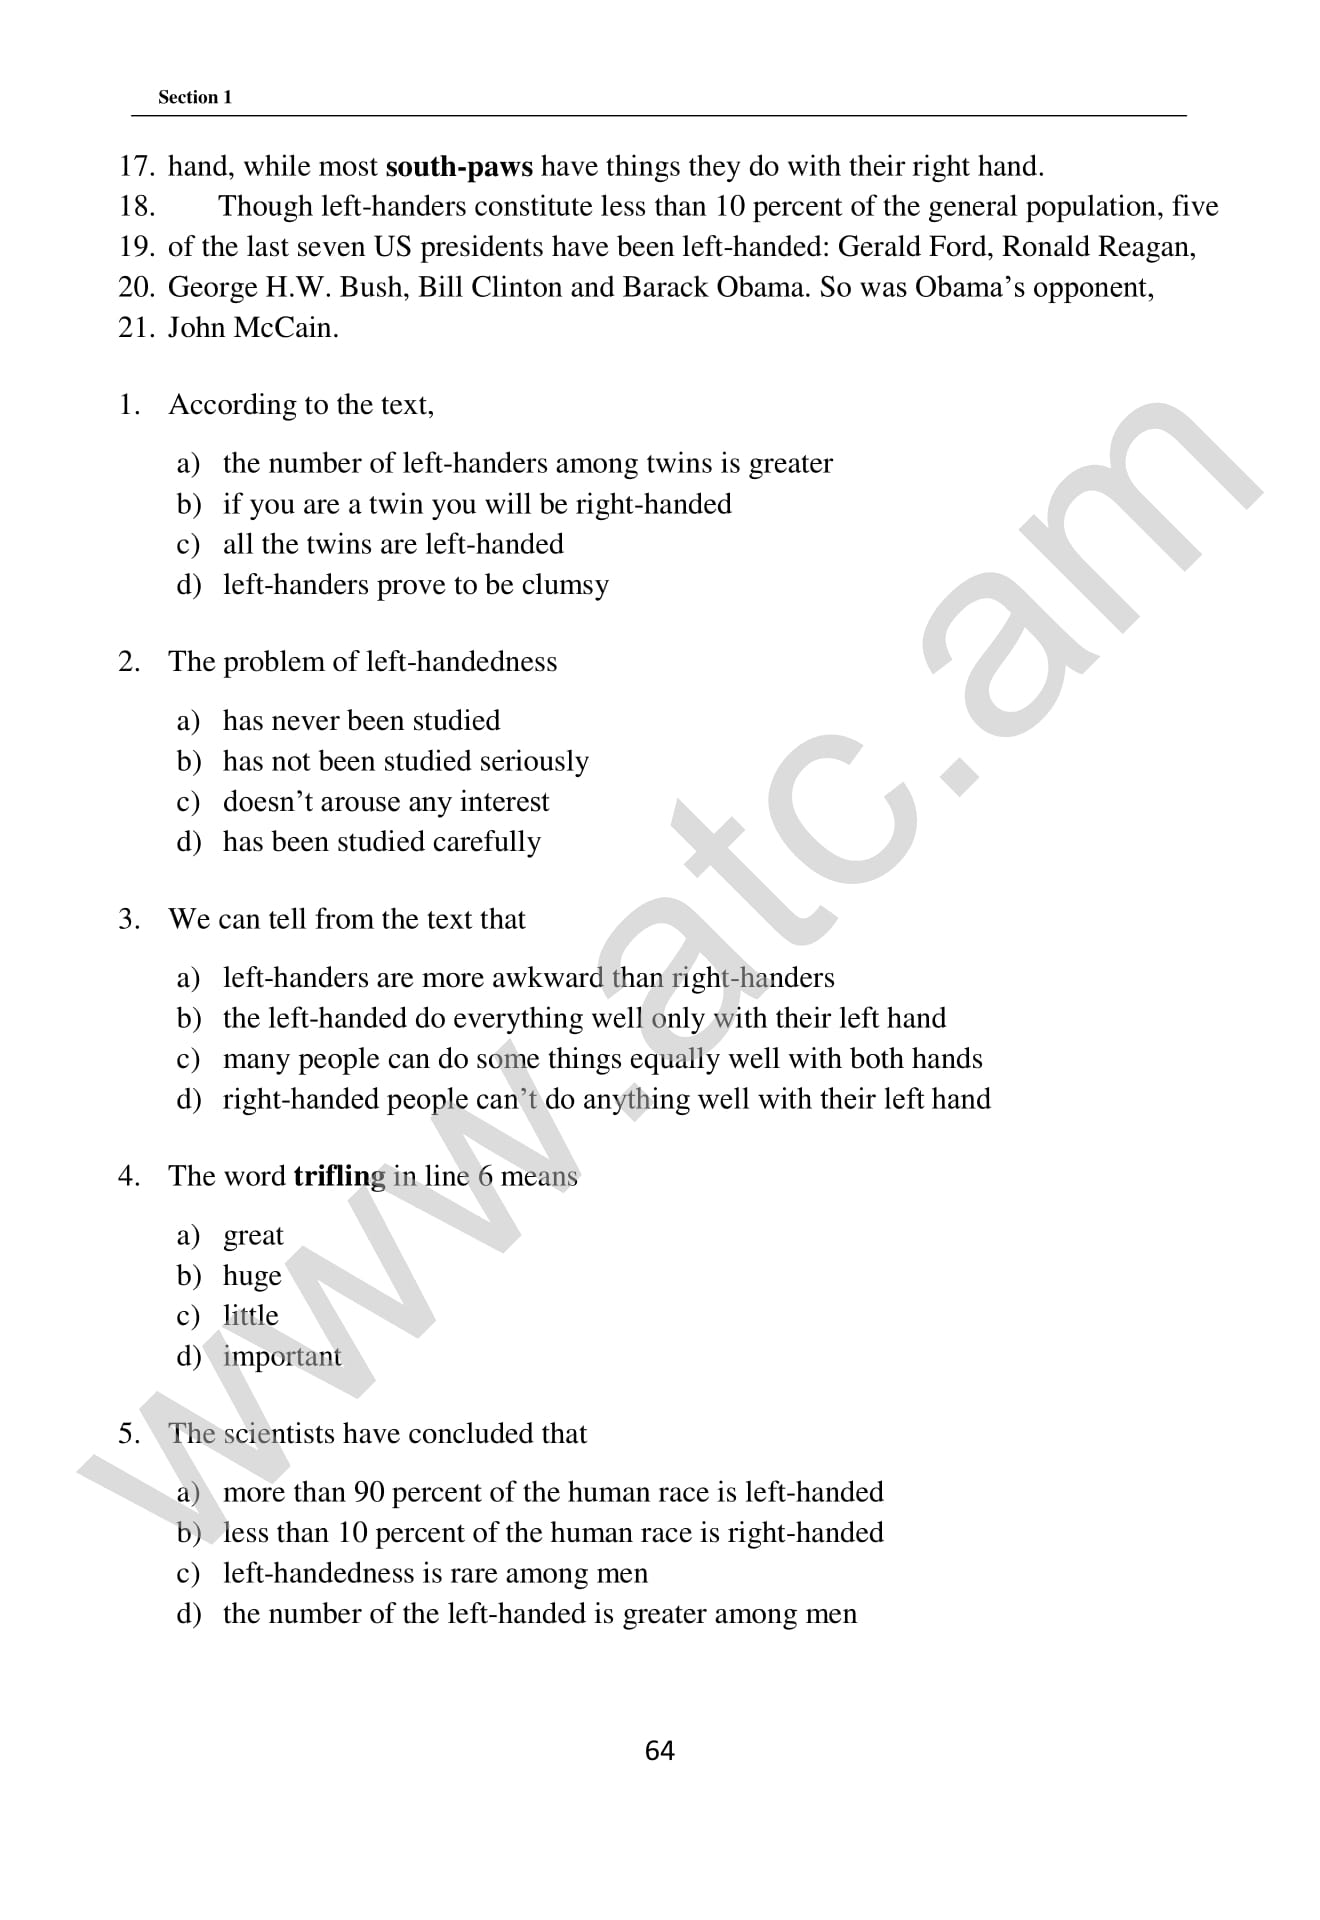 Section 1
17. hand, while most south-paws have things they do with their right hand.
18. Though left-handers constitute less than 10 percent of the general population, five
19. of the last seven US presidents have been left-handed: Gerald Ford, Ronald Reagan,
20. George H.W. Bush, Bill Clinton and Barack Obama. So was Obama’s opponent,
21. John McCain.
1. According to the text,
a) the number of left-handers among twins is greater
b) if you are a twin you will be right-handed
c) all the twins are left-handed
d) left-handers prove to be clumsy
2. The problem of left-handedness
a) has never been studied
b) has not been studied seriously
c) doesn’t arouse any interest
d) has been studied carefully
3. We can tell from the text that
a) left-handers are more awkward than right-handers
b) the left-handed do everything well only with their left hand
c) many people can do some things equally well with both hands
d) right-handed people can’t do anything well with their left hand
4. The word trifling in line 6 means
a) great
b) huge
c) little
d) important
5. The scientists have concluded that
a) more than 90 percent of the human race is left-handed
b) less than 10 percent of the human race is right-handed
c) left-handedness is rare among men
d) the number of the left-handed is greater among men
64
www.atc.am